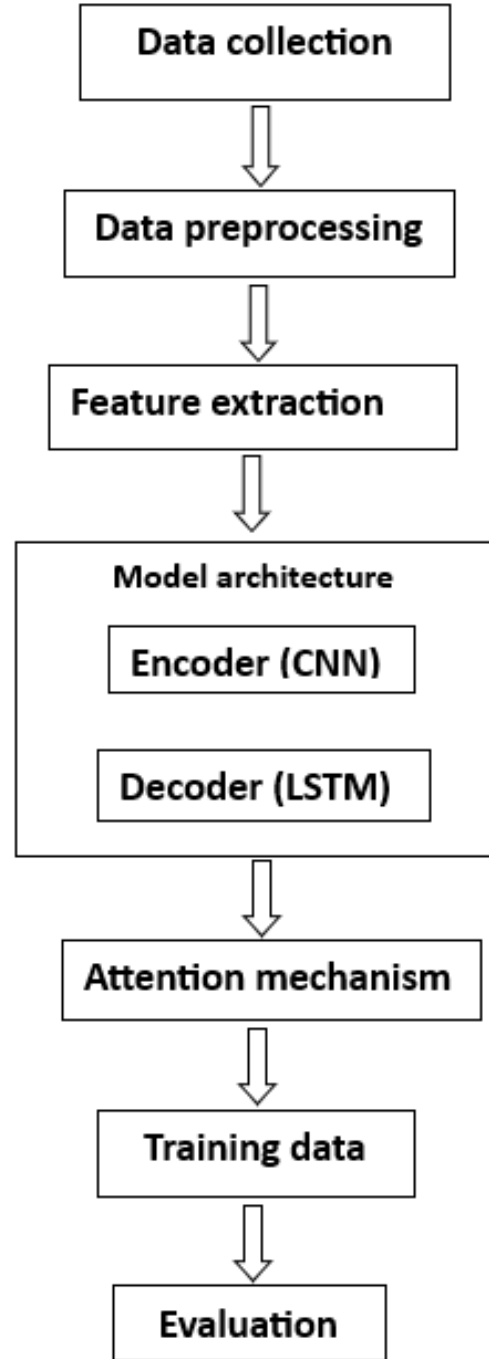 Data collection
Data preprocessing
Feature extraction
Model architecture
Encoder (CNN)
Decoder (LSTM)
Attention mechanism
Training data
Evaluation